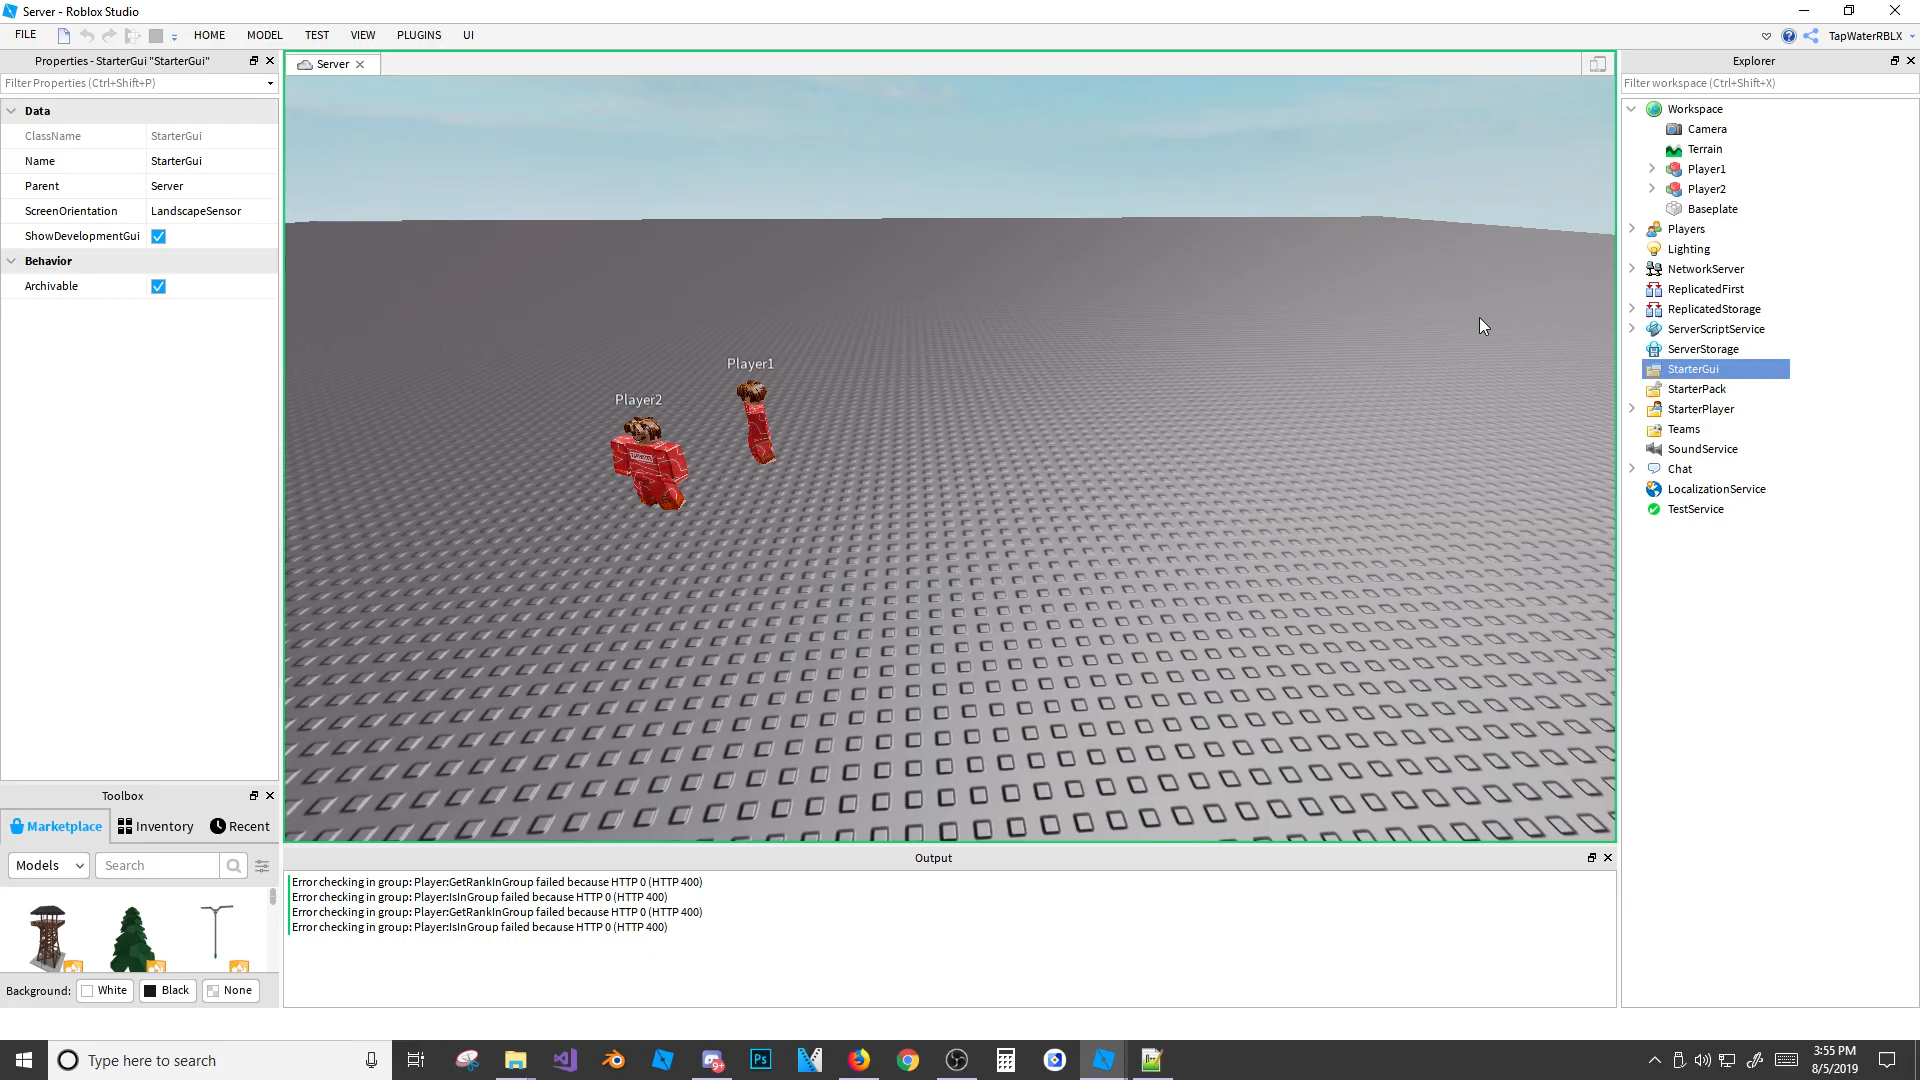 Server - Roblox Studio
FILE HOME MODEL TEST VIEW PLUGINS UI TapWaterRBLX
Properties - StarterGui "StarterGui"
Filter Properties (Ctrl+Shift+P)
Data
ClassName StarterGui
Name StarterGui
Parent Server
ScreenOrientation LandscapeSensor
ShowDevelopmentGui
Behavior
Archivable
Toolbox
Marketplace Inventory Recent
Models Search
Background: White Black None
Server
Player1
Player2
Output
Error checking in group: Player:GetRankInGroup failed because HTTP 0 (HTTP 400)
Error checking in group: Player:IsInGroup failed because HTTP 0 (HTTP 400)
Error checking in group: Player:GetRankInGroup failed because HTTP 0 (HTTP 400)
Error checking in group: Player:IsInGroup failed because HTTP 0 (HTTP 400)
Explorer
Filter workspace (Ctrl+Shift+X)
Workspace
Camera
Terrain
Player1
Player2
Baseplate
Players
Lighting
NetworkServer
ReplicatedFirst
ReplicatedStorage
ServerScriptService
ServerStorage
StarterGui
StarterPack
StarterPlayer
Teams
SoundService
Chat
LocalizationService
TestService
Type here to search
9+
Ps
3:55 PM
8/5/2019